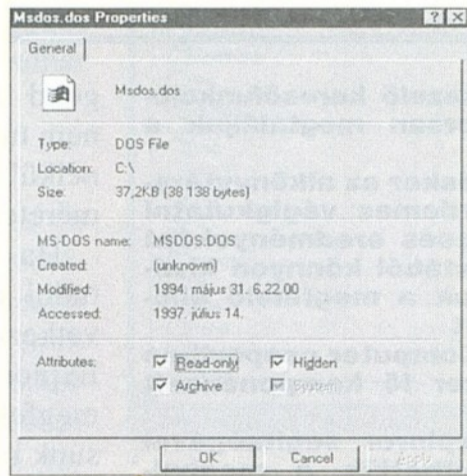 Msdos.dos Properties
General
Msdos.dos
Type: DOS File
Location: C:\
Size: 37,2KB (38 138 bytes)
MS-DOS name: MSDOS.DOS
Created: (unknown)
Modified: 1994. május 31. 6.22.00
Accessed: 1997. július 14.
Attributes: Read-only Hidden
Archive System
OK Cancel Apply